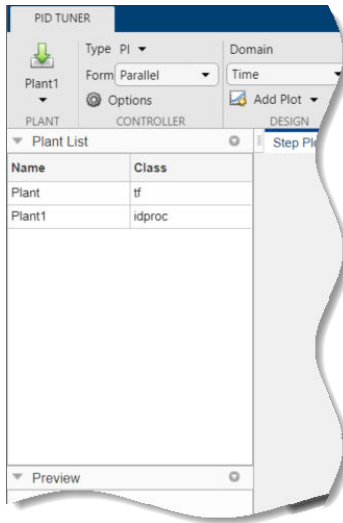 PID TUNER
Plant1
Type PI
Form Parallel
Options
Domain
Time
Add Plot
PLANT
CONTROLLER
DESIGN
Plant List
Step
Name Class
Plant tf
Plant1 idproc
Preview